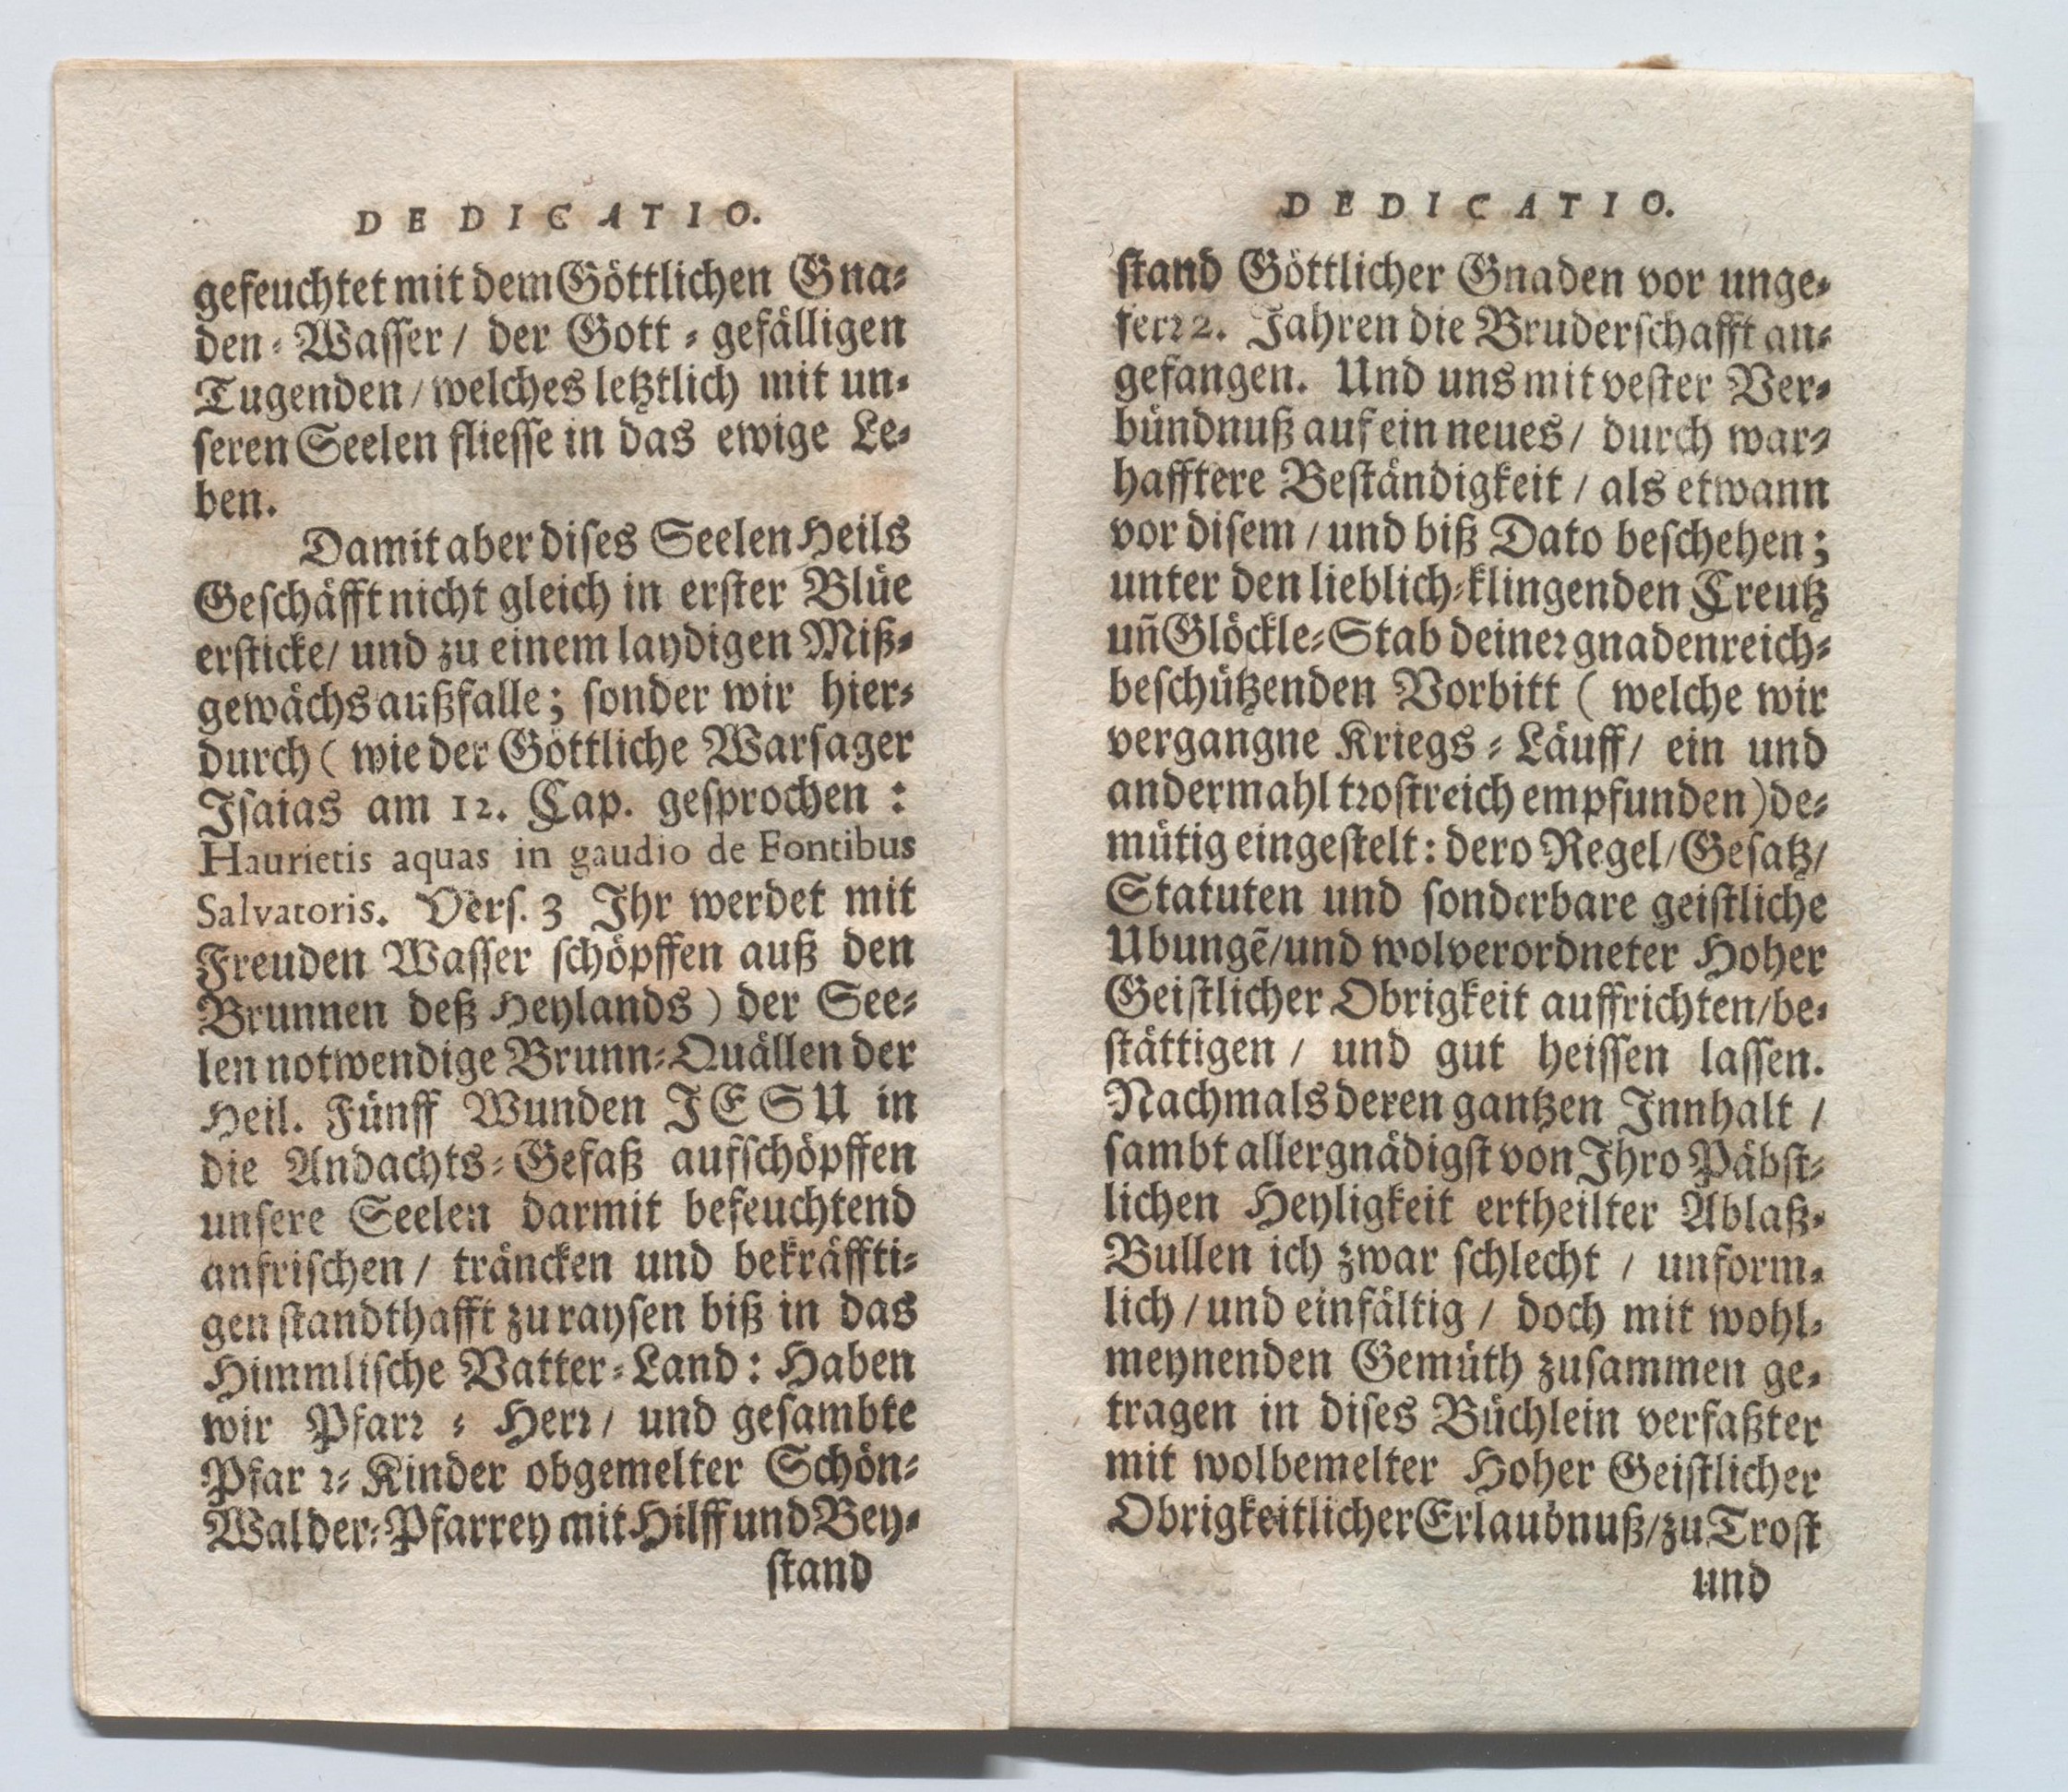 DEDICATIO.
gefeuchtet mit dem Göttlichen Gna⸗
den⸗Wasser / der Gott⸗gefälligen
Tugenden / welches letztlich mit un⸗
ſeren Seelen flieſſe in das ewige Le⸗
ben.
Damit aber diſes Seelen Heils
Geſchäfft nicht gleich in erſter Blüe
erſticke / und zu einem laydigen Miß⸗
gewächs außfalle; ſonder wir hier⸗
durch ( wie der Göttliche Warſager
Iſaias am 12. Cap. geſprochen :
Haurietis aquas in gaudio de Fontibus
Salvatoris. Verſ. 3 Ihr werdet mit
Freuden Waſſer ſchöpffen auß den
Brunnen deß Heylands ) der See⸗
len notwendige Brunn⸗Quällen der
Heil. Fünff Wunden JESU in
die Andachts⸗Gefaß aufſchöpffen
unſere Seelen darmit befeuchtend
anfriſchen / träncken und bekräffti⸗
gen ſtandthafft zu rayſen biß in das
Himmliſche Vatter⸗Land : Haben
wir Pfarꝛ ⸗ Herꝛ / und geſambte
Pfarꝛ⸗Kinder obgemelter Schön⸗
Walder⸗Pfarrey mit Hilff und Bey⸗
ſtand
DEDICATIO.
ſtand Göttlicher Gnaden vor unge⸗
fer 22. Jahren die Bruderſchafft an⸗
gefangen. Und uns mit veſter Ver⸗
bündnuß auf ein neues / durch war⸗
hafftere Beſtändigkeit / als etwann
vor diſem / und biß Dato beſchehen;
unter den lieblich⸗klingenden Creutz
uñ Glöckle⸗Stab deineꝛ gnadenreich⸗
beſchützenden Vorbitt ( welche wir
vergangne Kriegs⸗Läuff / ein und
andermahl tꝛoſtreich empfunden ) de⸗
mütig eingeſtelt : dero Regel / Geſatz /
Statuten und ſonderbare geiſtliche
Ubungẽ / und wolverordneter Hoher
Geiſtlicher Obrigkeit auffrichten / be⸗
ſtättigen / und gut heiſſen laſſen.
Nachmals deren gantzen Innhalt /
ſambt allergnädigſt von Ihro Päbſt⸗
lichen Heyligkeit ertheilter Ablaß⸗
Bullen ich zwar ſchlecht / unform⸗
lich / und einfältig / doch mit wohl⸗
meynenden Gemüth zuſammen ge⸗
tragen in diſes Büchlein verfaßter
mit wolbemelter Hoher Geiſtlicher
Obrigkeitlicher Erlaubnuß / zu Troſt
und